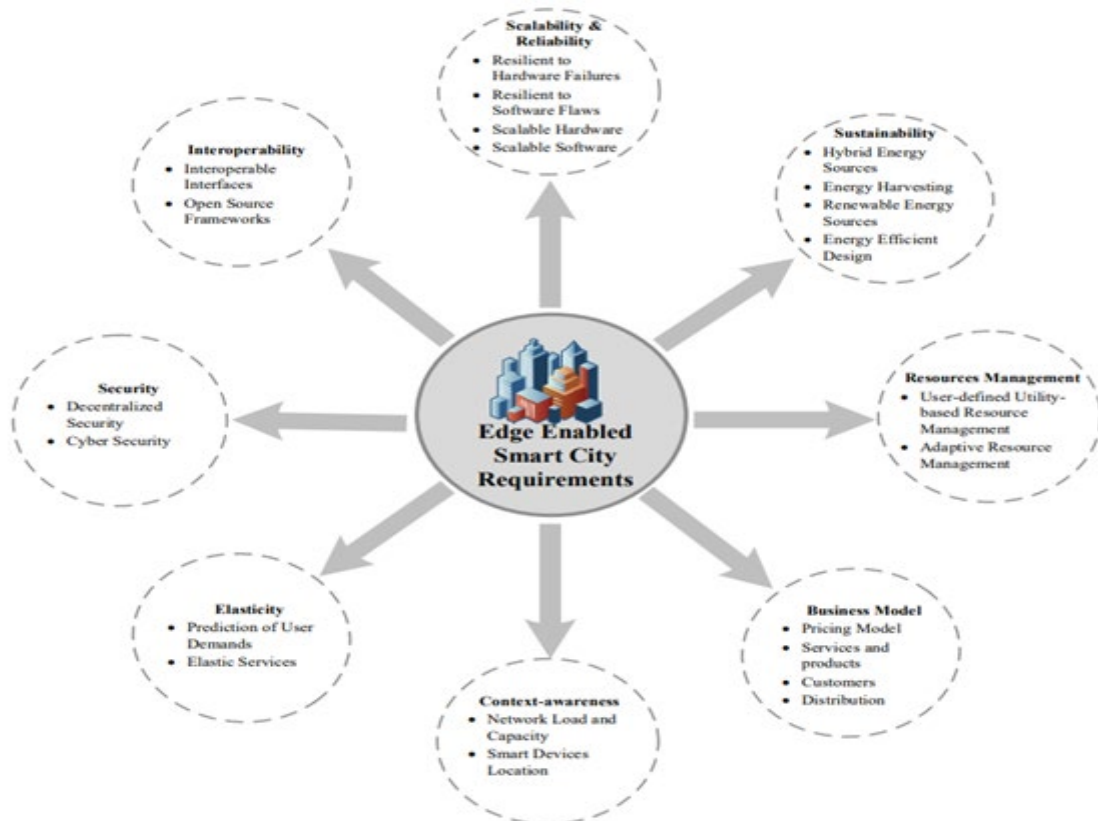 Scalability &
Reliability
• Resilient to
Hardware Failures
• Resilient to
Software Flaws
• Scalable Hardware
• Scalable Software
Sustainability
• Hybrid Energy
Sources
• Energy Harvesting
• Renewable Energy
Sources
• Energy Efficient
Design
Interoperability
• Interoperable
Interfaces
• Open Source
Frameworks
Security
• Decentralized
Security
• Cyber Security
Edge Enabled
Smart City
Requirements
Resources Management
• User-defined Utility-
based Resource
Management
• Adaptive Resource
Management
Elasticity
• Prediction of User
Demands
• Elastic Services
Context-awareness
• Network Load and
Capacity
• Smart Devices
Location
Business Model
• Pricing Model
• Services and
products
• Customers
• Distribution